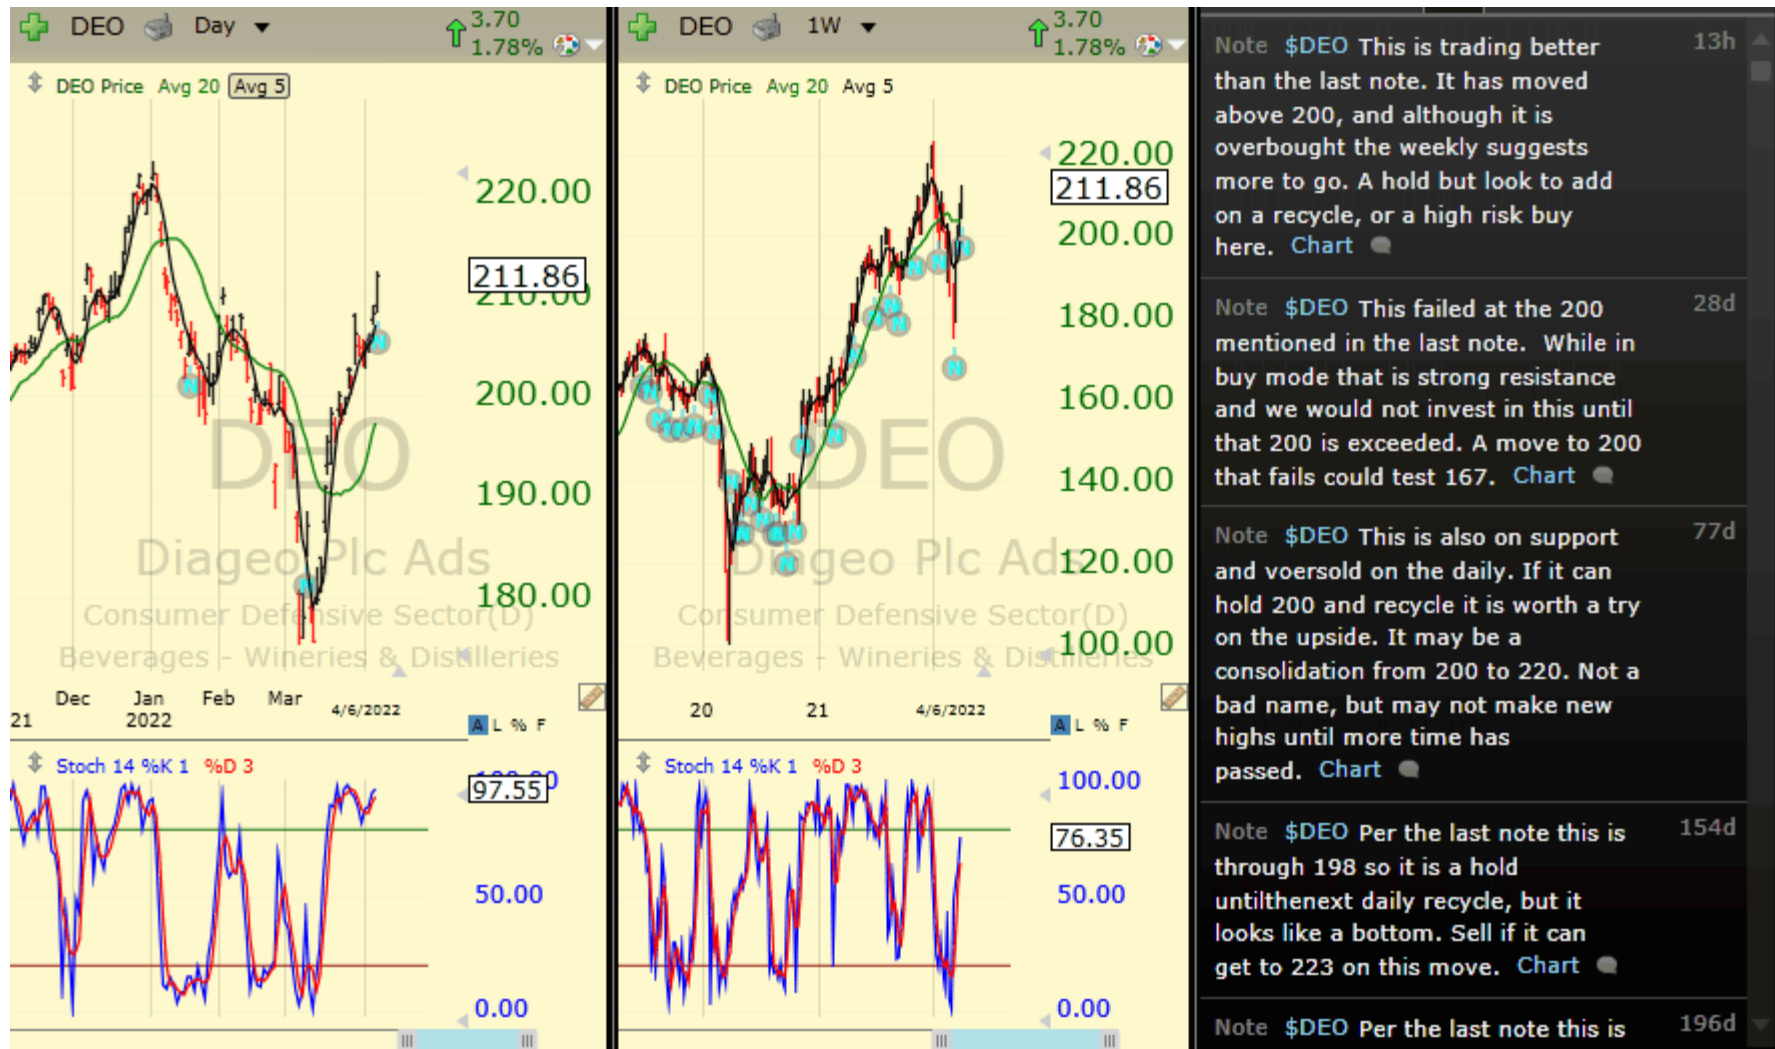 DEO Day
3.70
1.78%
DEO Price Avg 20 Avg 5
220.00
211.86
210.00
200.00
190.00
180.00
DEO
Diageo Plc Ads
Consumer Defensive Sector(D)
Beverages - Wineries & Distilleries
Dec Jan Feb Mar 4/6/2022
21 2022
A L % F
Stoch 14 %K 1 %D 3
100.00
97.55
50.00
0.00
DEO 1W
3.70
1.78%
DEO Price Avg 20 Avg 5
220.00
211.86
200.00
180.00
160.00
140.00
120.00
100.00
DEO
Diageo Plc Ads
Consumer Defensive Sector(D)
Beverages - Wineries & Distilleries
20 21 4/6/2022
A L % F
Stoch 14 %K 1 %D 3
100.00
76.35
50.00
0.00
Note $DEO This is trading better 13h
than the last note. It has moved
above 200, and although it is
overbought the weekly suggests
more to go. A hold but look to add
on a recycle, or a high risk buy
here. Chart
Note $DEO This failed at the 200 28d
mentioned in the last note. While in
buy mode that is strong resistance
and we would not invest in this until
that 200 is exceeded. A move to 200
that fails could test 167. Chart
Note $DEO This is also on support 77d
and voersold on the daily. If it can
hold 200 and recycle it is worth a try
on the upside. It may be a
consolidation from 200 to 220. Not a
bad name, but may not make new
highs until more time has
passed. Chart
Note $DEO Per the last note this is 154d
through 198 so it is a hold
untilthenext daily recycle, but it
looks like a bottom. Sell if it can
get to 223 on this move. Chart
Note $DEO Per the last note this is 196d